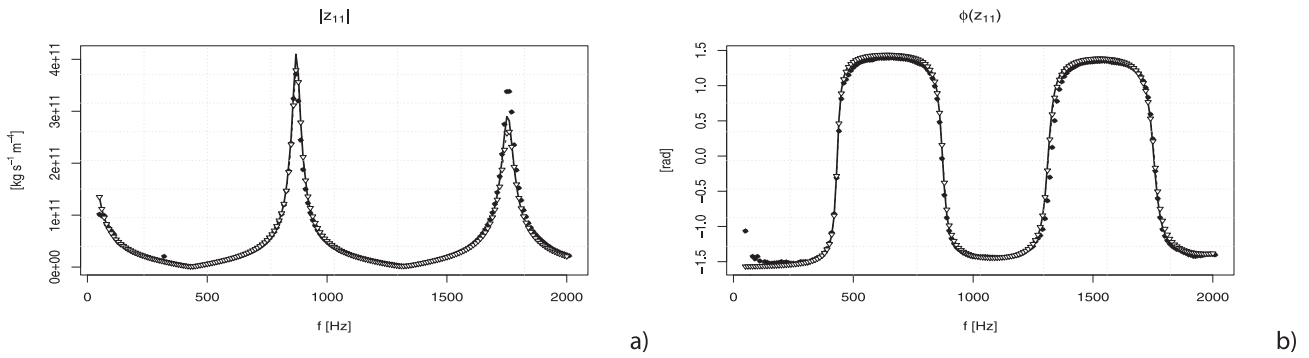 |z11|
[kg s⁻¹ m⁻⁴]
4e+11
3e+11
2e+11
1e+11
0e+00
0 500 1000 1500 2000
f [Hz]
a)
ϕ(z11)
[rad]
1.5
1.0
0.5
0.0
−0.5
−1.0
−1.5
0 500 1000 1500 2000
f [Hz]
b)